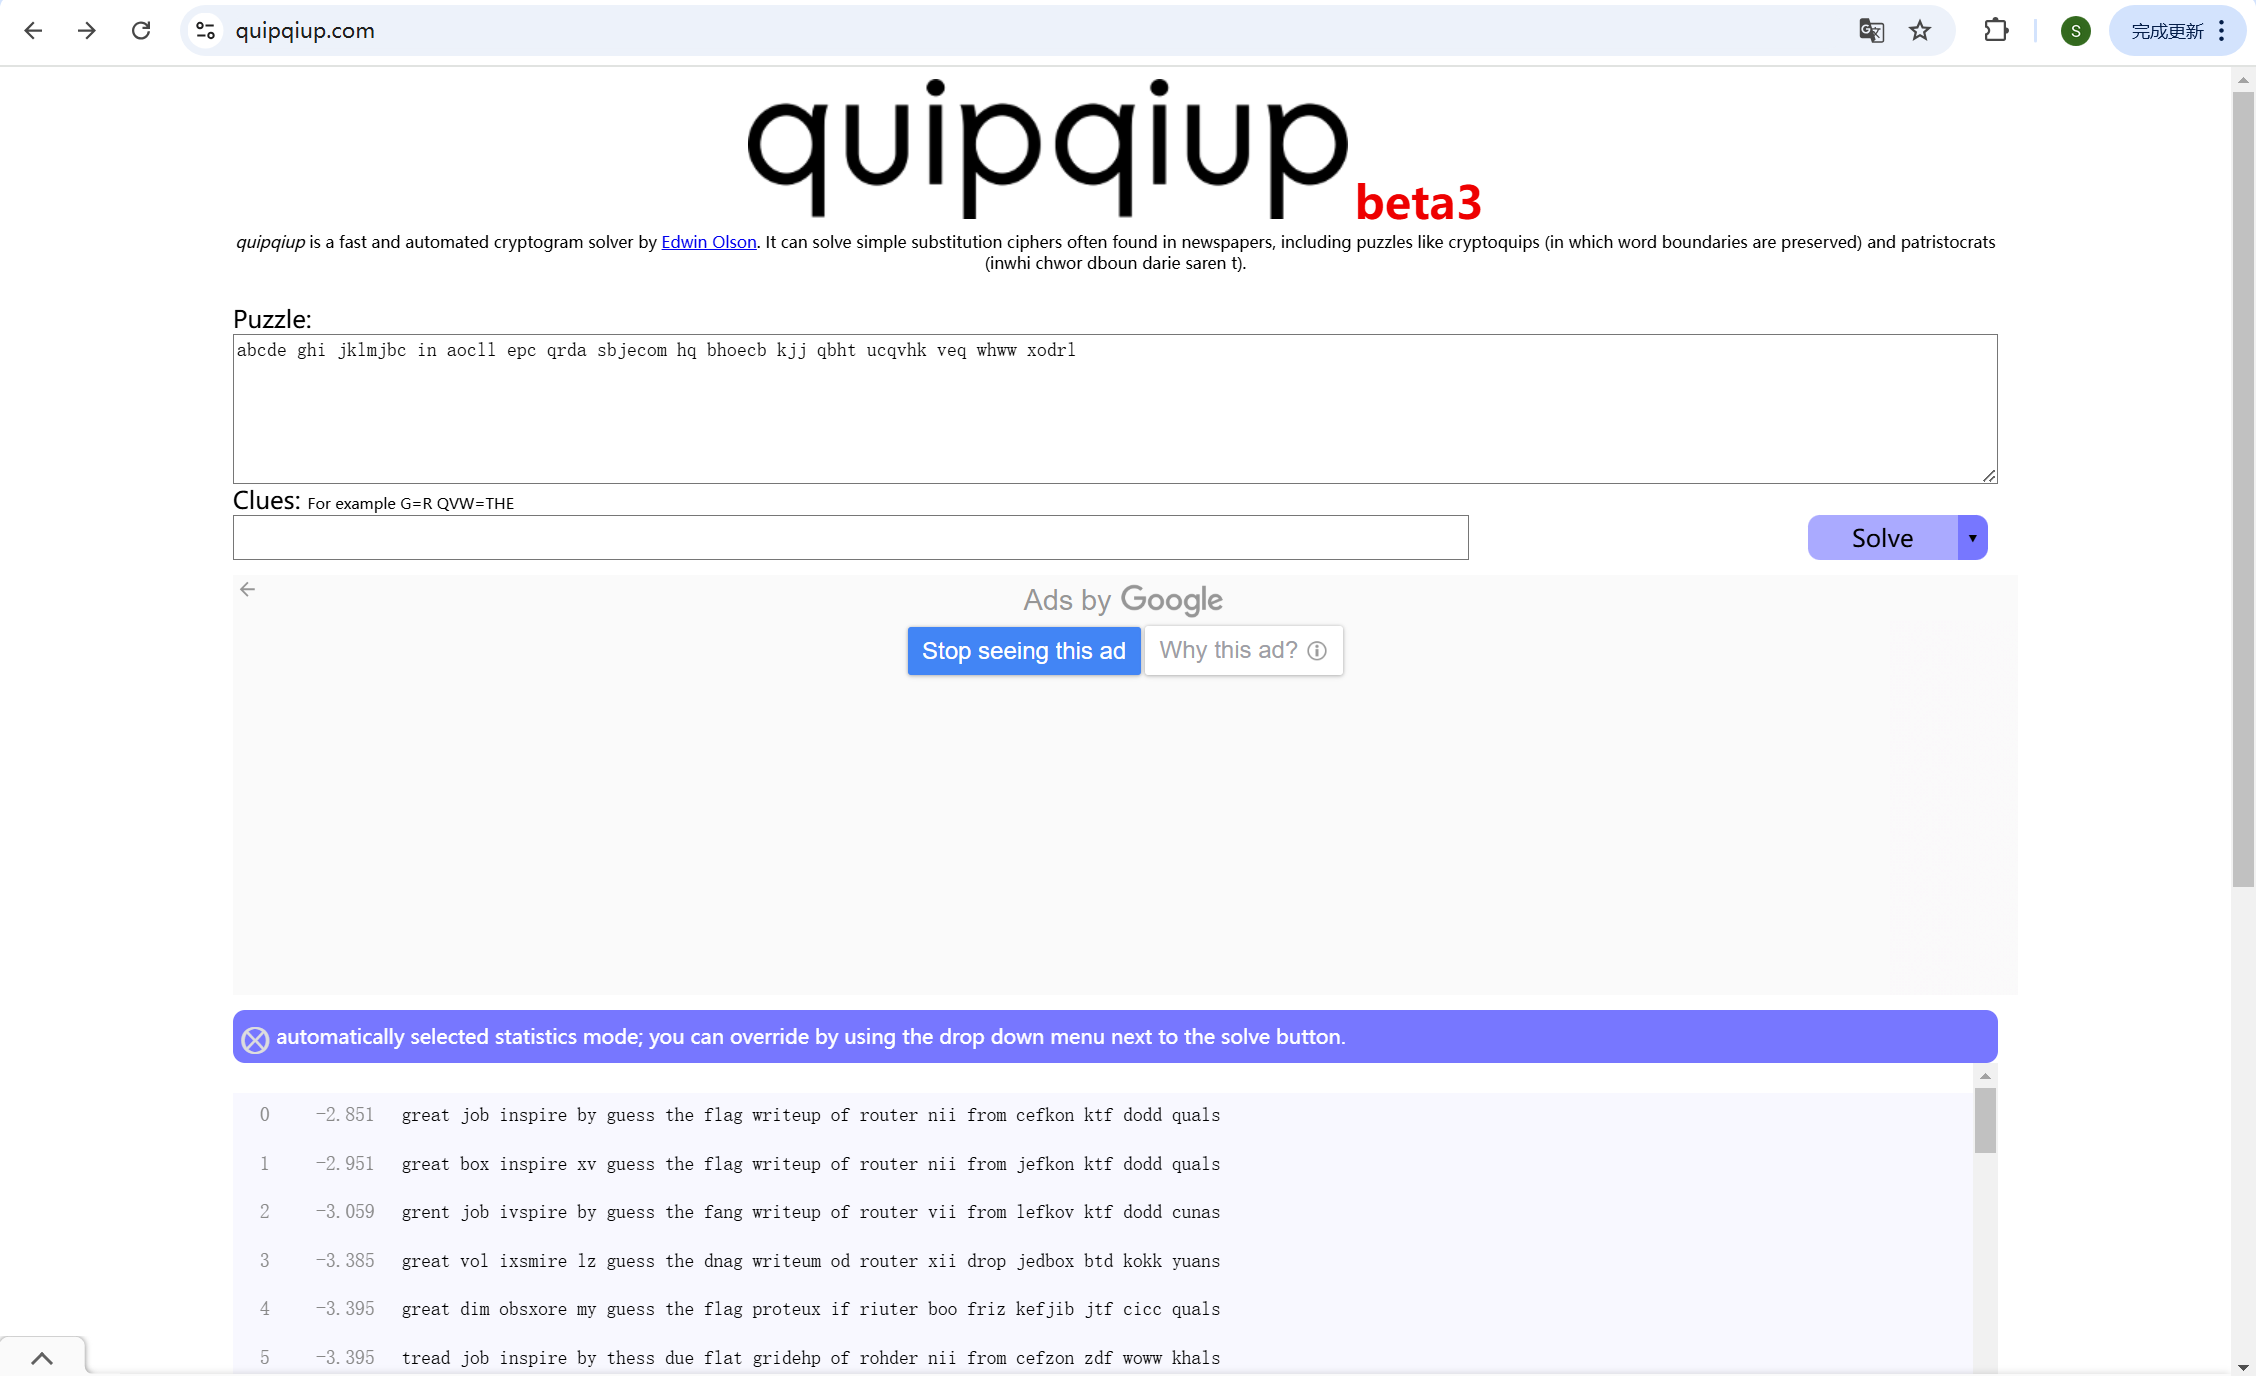 quipqiup.com
S
完成更新
quipqiup beta3
quipqiup is a fast and automated cryptogram solver by Edwin Olson. It can solve simple substitution ciphers often found in newspapers, including puzzles like cryptoquips (in which word boundaries are preserved) and patristocrats
(inwhi chwor dboun darie saren t).
Puzzle:
abcde ghi jklmjbc in aocll epc qrda sbjecom hq bhoecb kjj qbht ucqvhk veq whww xodrl
Clues: For example G=R QVW=THE
Solve ▾
Ads by Google
Stop seeing this ad Why this ad?
automatically selected statistics mode; you can override by using the drop down menu next to the solve button.
0 -2.851 great job inspire by guess the flag writeup of router nii from cefkon ktf dodd quals
1 -2.951 great box inspire xv guess the flag writeup of router nii from jefkon ktf dodd quals
2 -3.059 grent job ivspire by guess the fang writeup of router vii from lefkov ktf dodd cunas
3 -3.385 great vol ixsmire lz guess the dnag writeum od router xii drop jedbox btd kokk yuans
4 -3.395 great dim obsxore my guess the flag proteux if riuter boo friz kefjib jtf cicc quals
5 -3.395 tread job inspire by thess due flat gridehp of rohder nii from cefzon zdf woww khals